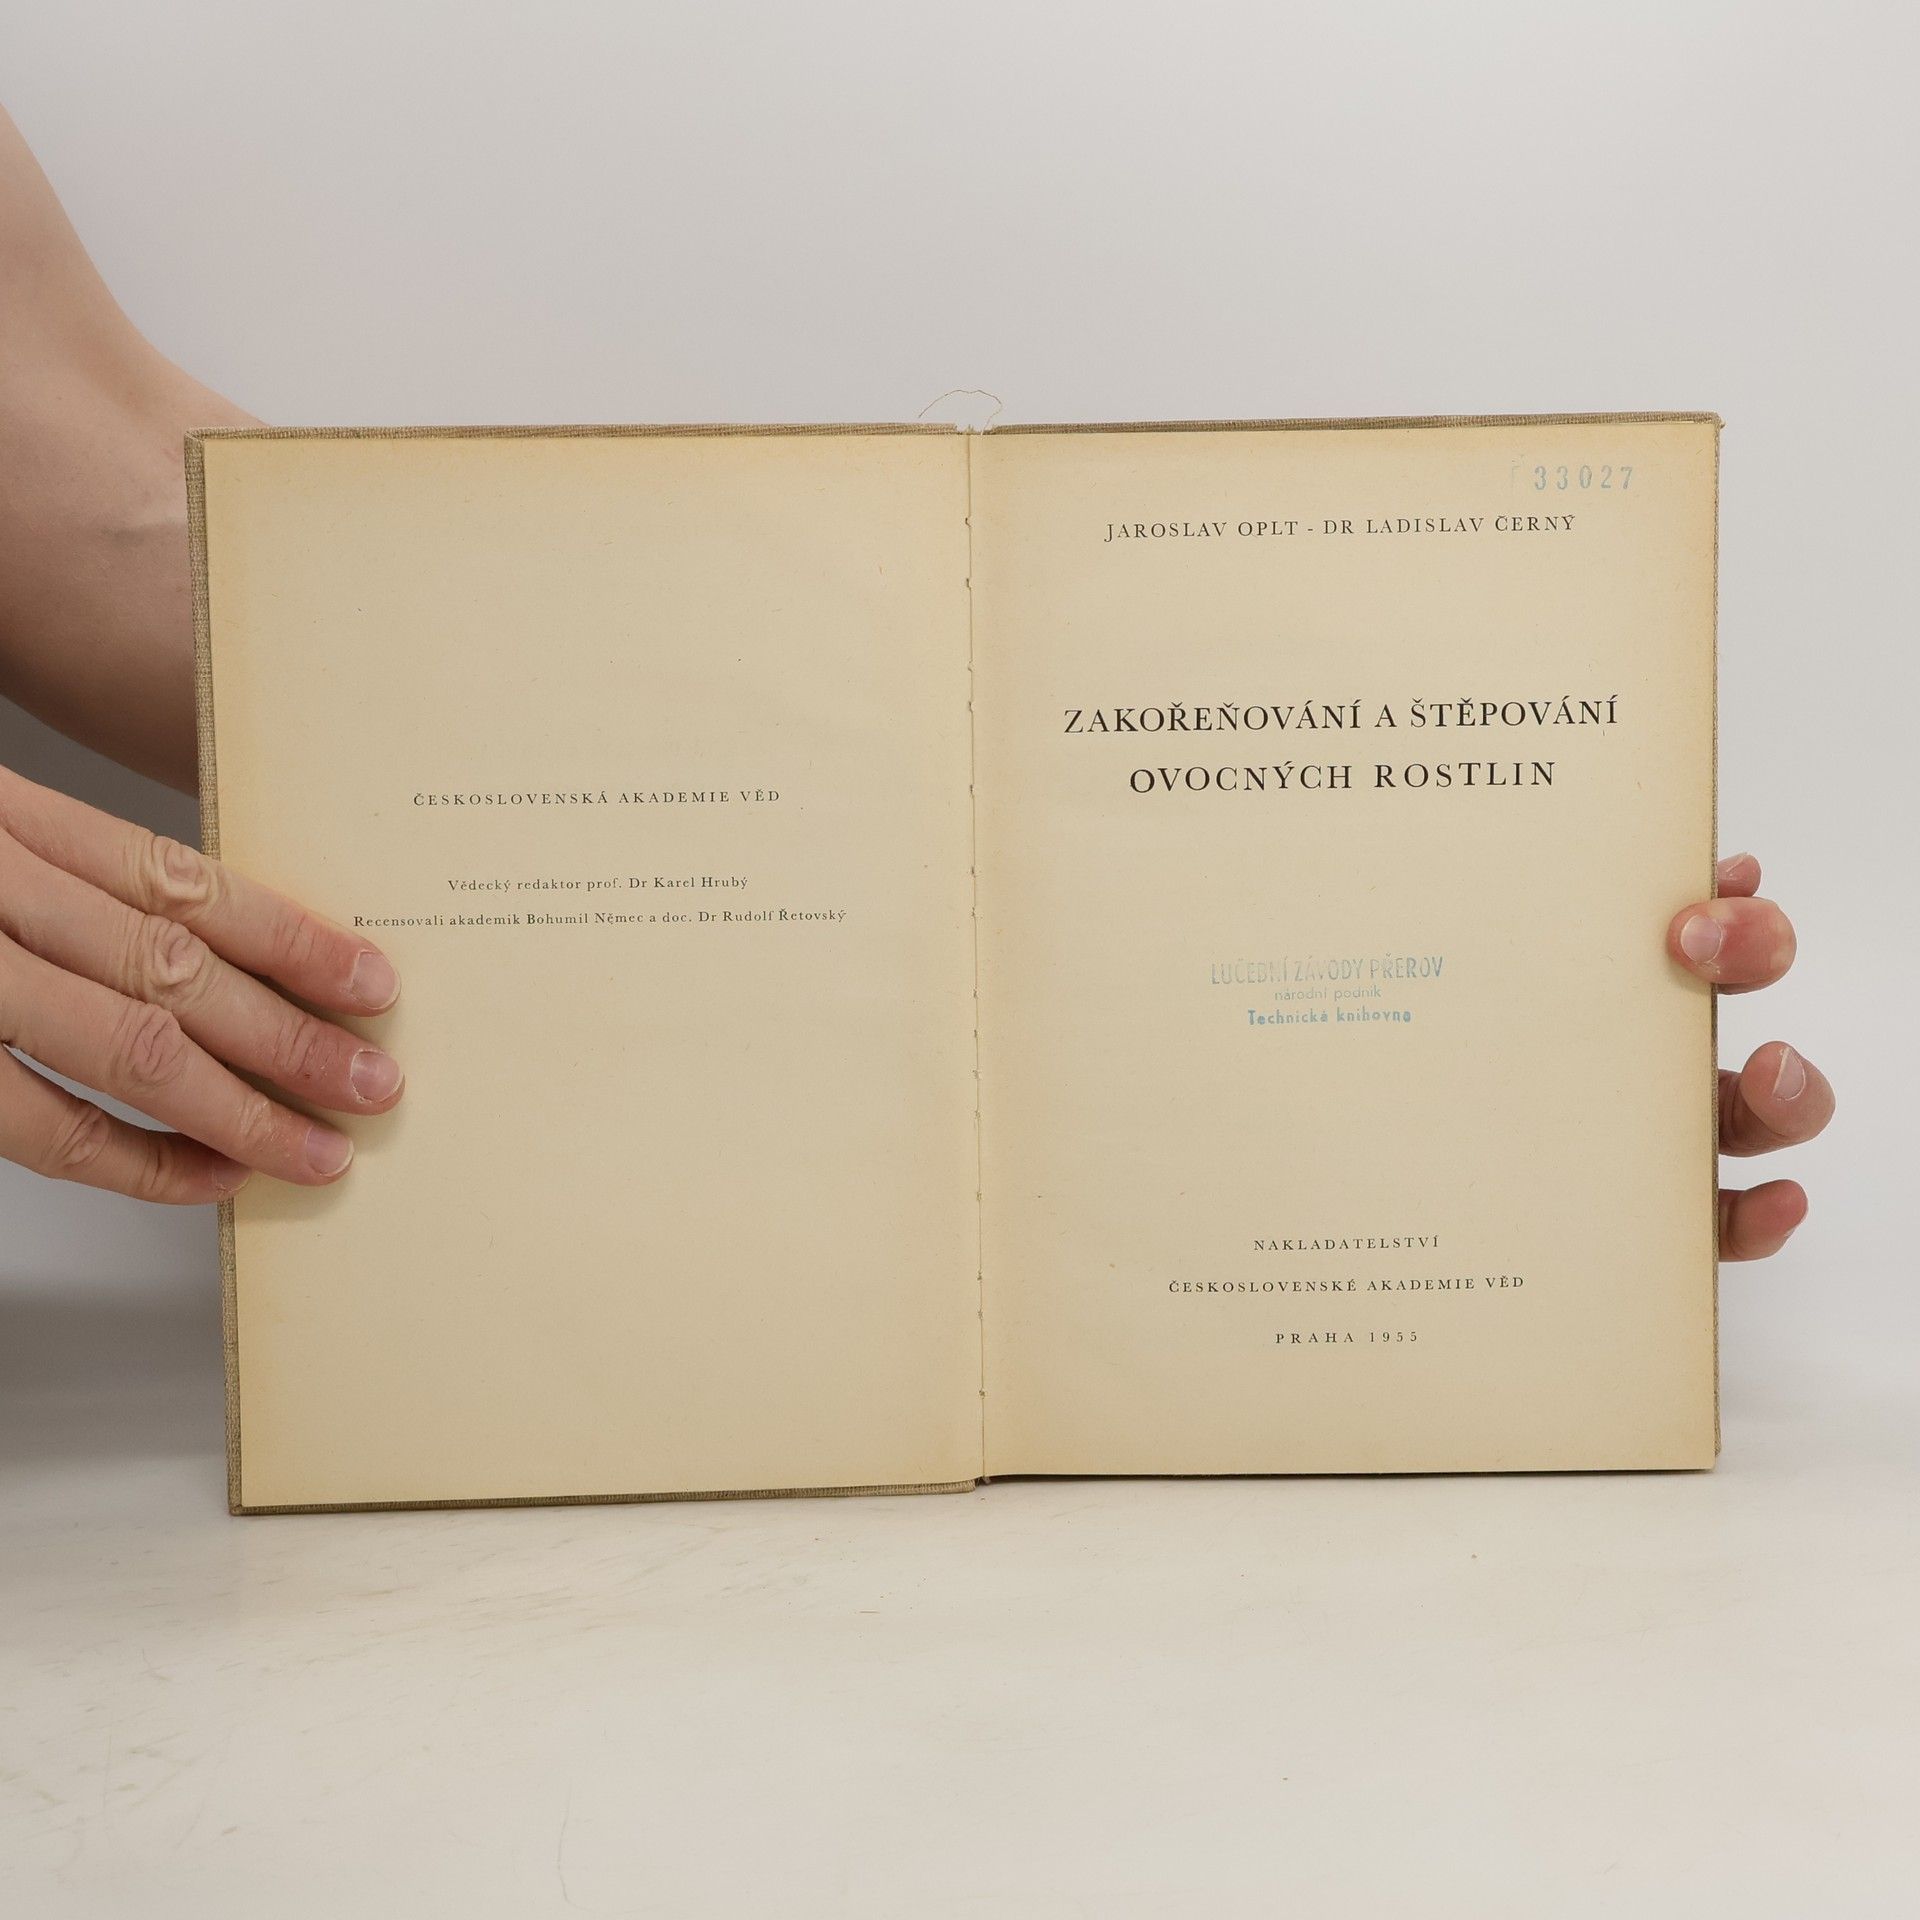 ČESKOSLOVENSKÁ AKADEMIE VĚD
Vědecký redaktor prof. Dr Karel Hrubý
Recensovali akademik Bohumil Němec a doc. Dr Rudolf Řetovský
33027
JAROSLAV OPLT - DR LADISLAV ČERNÝ
ZAKOŘEŇOVÁNÍ A ŠTĚPOVÁNÍ
OVOCNÝCH ROSTLIN
LUČEBNÍ ZÁVODY PŘEROV
národní podnik
Technická knihovna
NAKLADATELSTVÍ
ČESKOSLOVENSKÉ AKADEMIE VĚD
PRAHA 1955